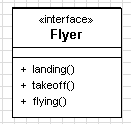 «interface»
Flyer
+ landing()
+ takeoff()
+ flying()